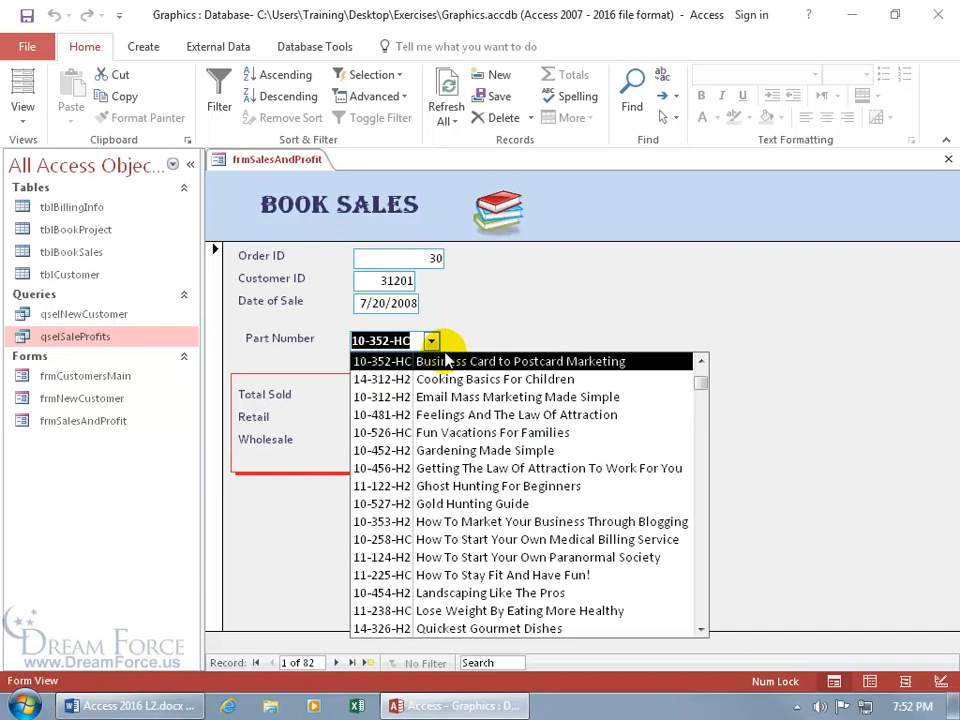 Graphics : Database- C:\Users\Training\Desktop\Exercises\Graphics.accdb (Access 2007 - 2016 file format) - Access Sign in ?
File Home Create External Data Database Tools Tell me what you want to do
View
Views
Paste
Cut
Copy
Format Painter
Clipboard
Filter
Ascending
Descending
Remove Sort
Selection
Advanced
Toggle Filter
Sort & Filter
Refresh
All
New
Save
Delete
Totals
Spelling
More
Records
Find
Find
B I U
A
Text Formatting
All Access Objec...
Tables
tblBillingInfo
tblBookProject
tblBookSales
tblCustomer
Queries
qselNewCustomer
qselSaleProfits
Forms
frmCustomersMain
frmNewCustomer
frmSalesAndProfit
frmSalesAndProfit
BOOK SALES
Order ID 30
Customer ID 31201
Date of Sale 7/20/2008
Part Number 10-352-HC
Total Sold
Retail
Wholesale
10-352-HC Business Card to Postcard Marketing
14-312-H2 Cooking Basics For Children
10-312-H2 Email Mass Marketing Made Simple
10-481-H2 Feelings And The Law Of Attraction
10-526-HC Fun Vacations For Families
10-452-H2 Gardening Made Simple
10-456-H2 Getting The Law Of Attraction To Work For You
11-122-H2 Ghost Hunting For Beginners
10-527-H2 Gold Hunting Guide
10-353-H2 How To Market Your Business Through Blogging
10-258-HC How To Start Your Own Medical Billing Service
11-124-H2 How To Start Your Own Paranormal Society
11-225-HC How To Stay Fit And Have Fun!
10-454-H2 Landscaping Like The Pros
11-238-HC Lose Weight By Eating More Healthy
14-326-H2 Quickest Gourmet Dishes
DREAM FORCE
www.DreamForce.us
Record: 1 of 82 No Filter Search
Form View Num Lock
Access 2016 L2.docx ... Access - Graphics : D... 7:52 PM